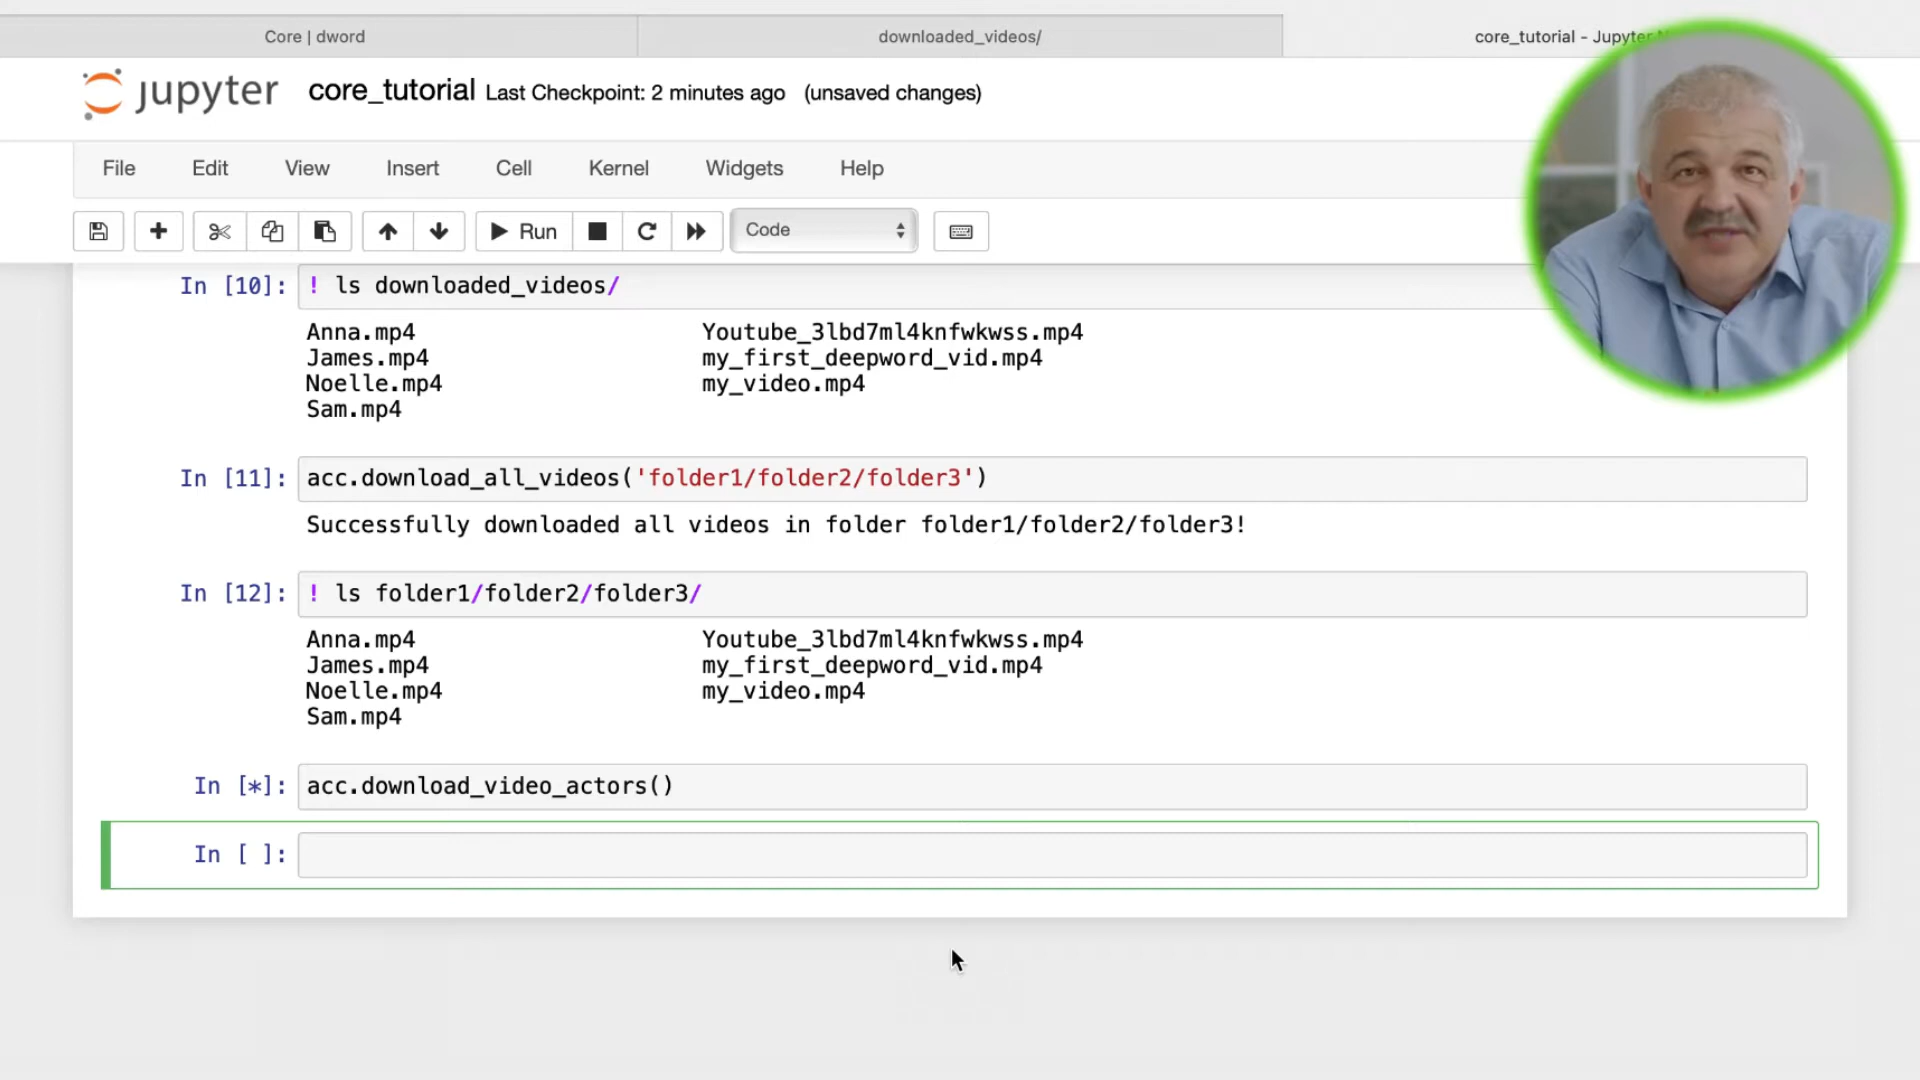 Core | dword
downloaded_videos/
core_tutorial - Jupyter
jupyter core_tutorial Last Checkpoint: 2 minutes ago (unsaved changes)
File Edit View Insert Cell Kernel Widgets Help
Run Code
In [10]: ! ls downloaded_videos/
Anna.mp4 Youtube_3lbd7ml4knfwkwss.mp4
James.mp4 my_first_deepword_vid.mp4
Noelle.mp4 my_video.mp4
Sam.mp4
In [11]: acc.download_all_videos('folder1/folder2/folder3')
Successfully downloaded all videos in folder folder1/folder2/folder3!
In [12]: ! ls folder1/folder2/folder3/
Anna.mp4 Youtube_3lbd7ml4knfwkwss.mp4
James.mp4 my_first_deepword_vid.mp4
Noelle.mp4 my_video.mp4
Sam.mp4
In [*]: acc.download_video_actors()
In [ ]: